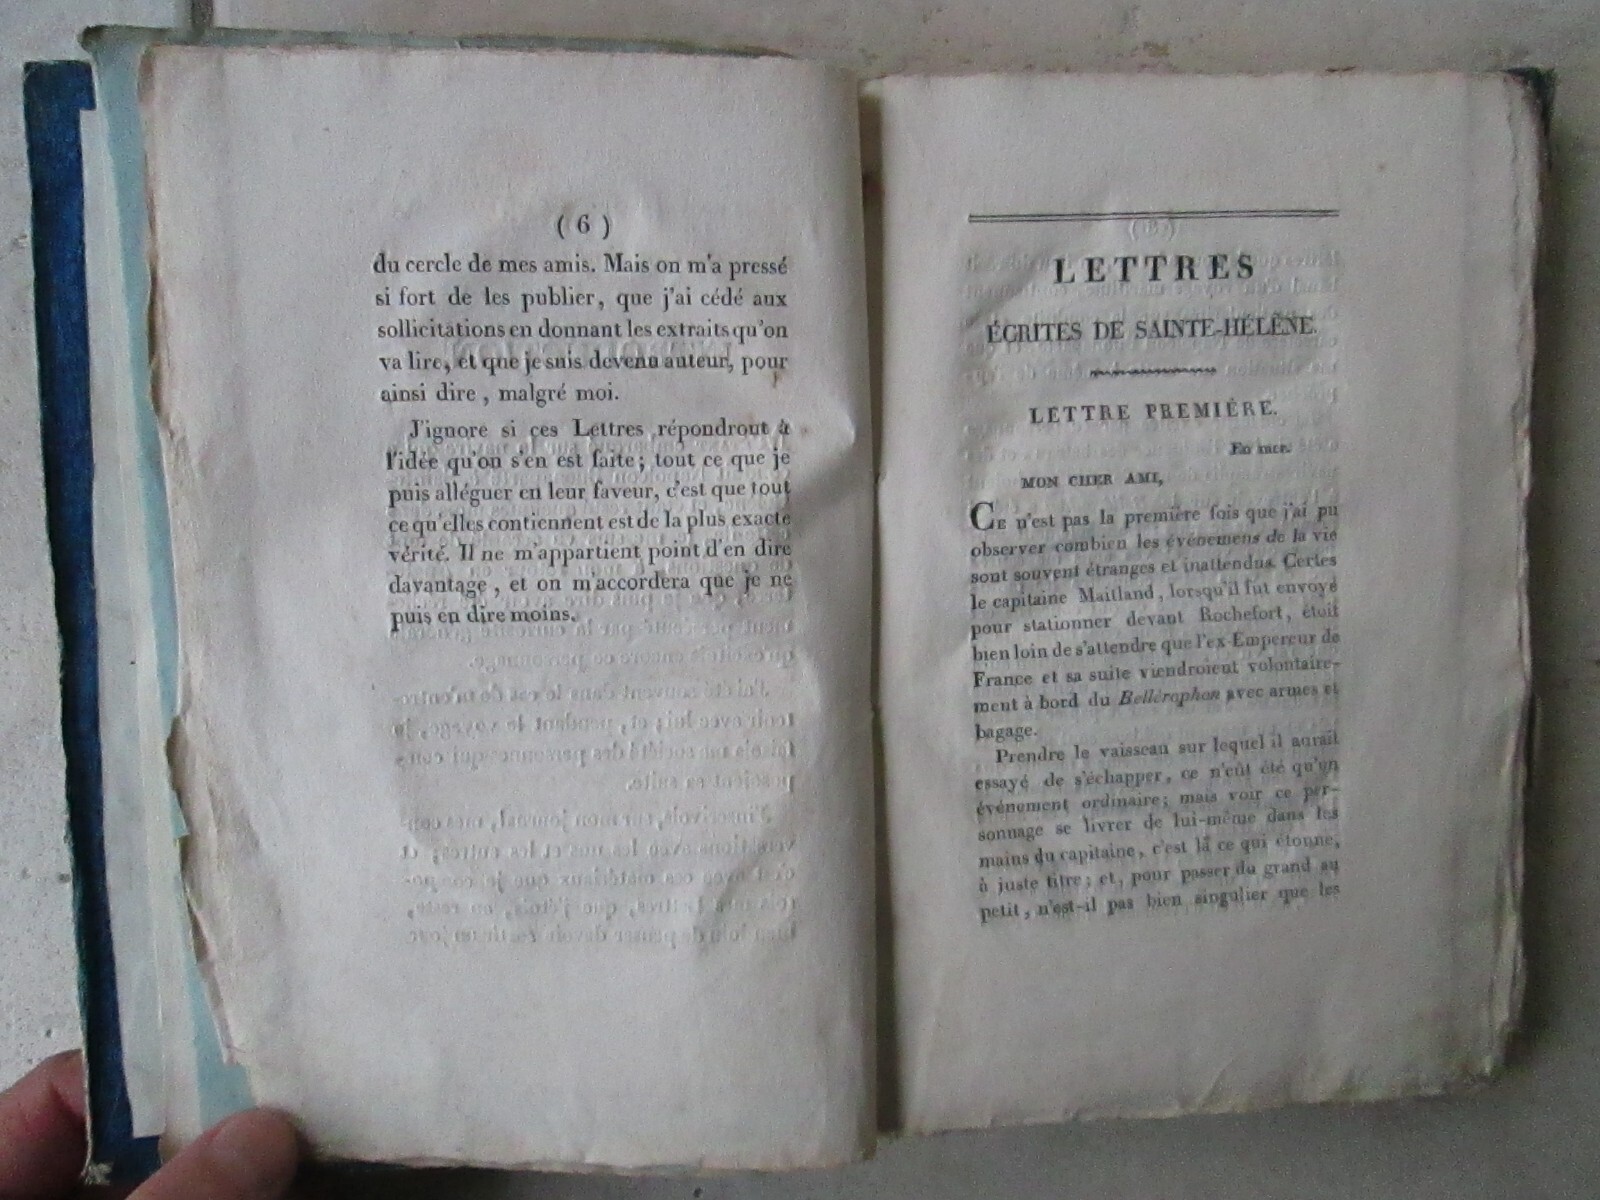 ( 6 )
du cercle de mes amis. Mais on m'a pressé
si fort de les publier, que j'ai cédé aux
sollicitations en donnant les extraits qu'on
va lire, et que je suis devenu auteur, pour
ainsi dire, malgré moi.
J'ignore si ces Lettres répondront à
l'idée qu'on s'en est faite; tout ce que je
puis alléguer en leur faveur, c'est que tout
ce qu'elles contiennent est de la plus exacte
vérité. Il ne m'appartient point d'en dire
davantage, et on m'accordera que je ne
puis en dire moins.
LETTRES
ÉCRITES DE SAINTE-HÉLÈNE.
LETTRE PREMIÈRE.
En mer.
MON CHER AMI,
CE n'est pas la première fois que j'ai pu
observer combien les événemens de la vie
sont souvent étranges et inattendus. Certes
le capitaine Maitland, lorsqu'il fut envoyé
pour stationner devant Rochefort, étoit
bien loin de s'attendre que l'ex-Empereur de
France et sa suite viendroient volontaire-
ment à bord du Bellérophon avec armes et
bagage.
Prendre le vaisseau sur lequel il auroit
essayé de s'échapper, ce n'eût été qu'un
événement ordinaire; mais voir ce per-
sonnage se livrer de lui-même dans les
mains du capitaine, c'est là ce qui étonne,
à juste titre; et, pour passer du grand au
petit, n'est-il pas bien singulier que les